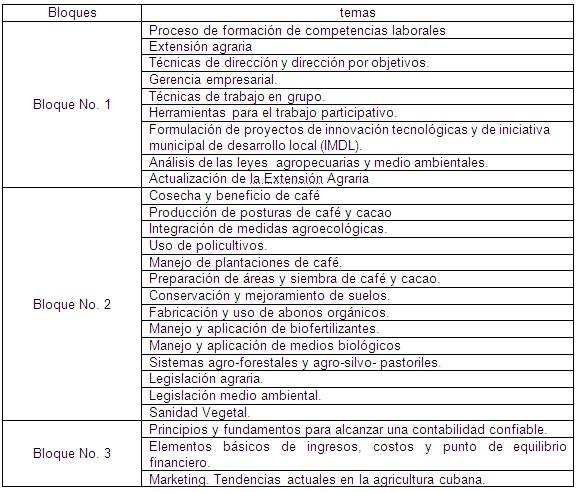 Bloques temas
Proceso de formación de competencias laborales
Extensión agraria
Técnicas de dirección y dirección por objetivos.
Gerencia empresarial.
Técnicas de trabajo en grupo.
Bloque No. 1
Herramientas para el trabajo participativo.
Formulación de proyectos de innovación tecnológicas y de iniciativa
municipal de desarrollo local (IMDL).
Análisis de las leyes agropecuarias y medio ambientales.
Actualización de la Extensión Agraria
Cosecha y beneficio de café
Producción de posturas de café y cacao
Integración de medidas agroecológicas.
Uso de policultivos.
Manejo de plantaciones de café.
Preparación de áreas y siembra de café y cacao.
Conservación y mejoramiento de suelos.
Bloque No. 2
Fabricación y uso de abonos orgánicos.
Manejo y aplicación de biofertilizantes.
Manejo y aplicación de medios biológicos
Sistemas agro-forestales y agro-silvo- pastoriles.
Legislación agraria.
Legislación medio ambiental.
Sanidad Vegetal.
Principios y fundamentos para alcanzar una contabilidad confiable.
Bloque No. 3
Elementos básicos de ingresos, costos y punto de equilibrio
financiero.
Marketing. Tendencias actuales en la agricultura cubana.